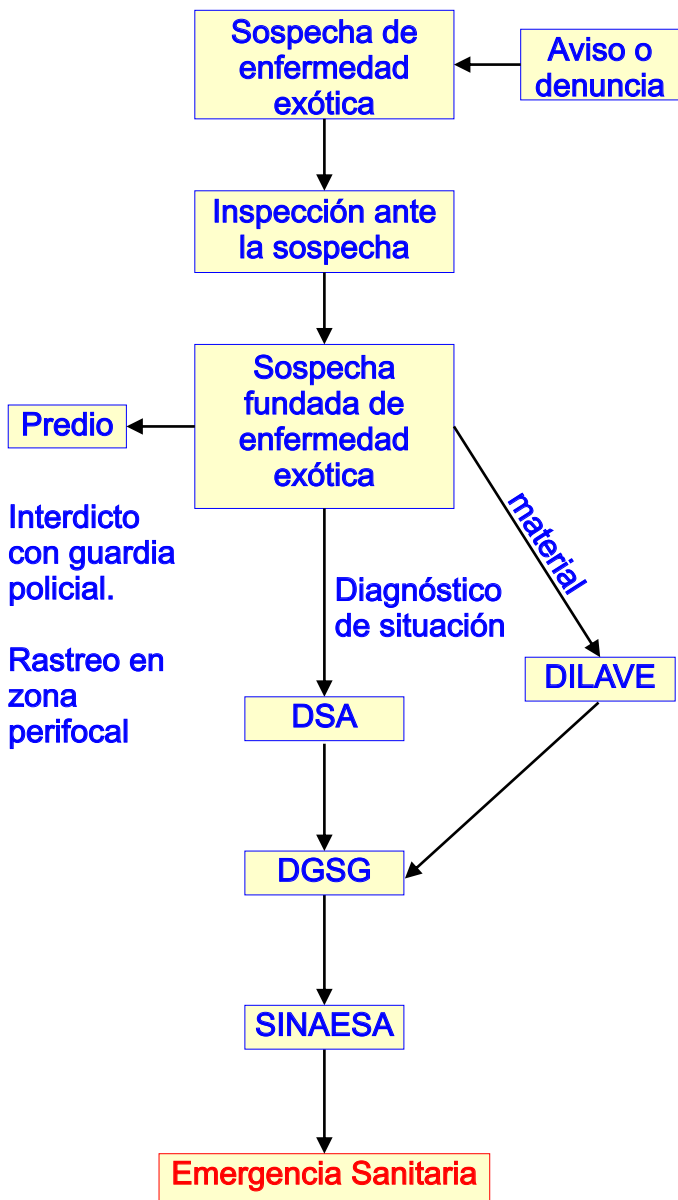 Sospecha de
enfermedad
exótica
Aviso o
denuncia
Inspección ante
la sospecha
Sospecha
fundada de
enfermedad
exótica
Predio
Interdicto
con guardia
policial.
Rastreo en
zona
perifocal
material
Diagnóstico
de situación
DILAVE
DSA
DGSG
SINAESA
Emergencia Sanitaria